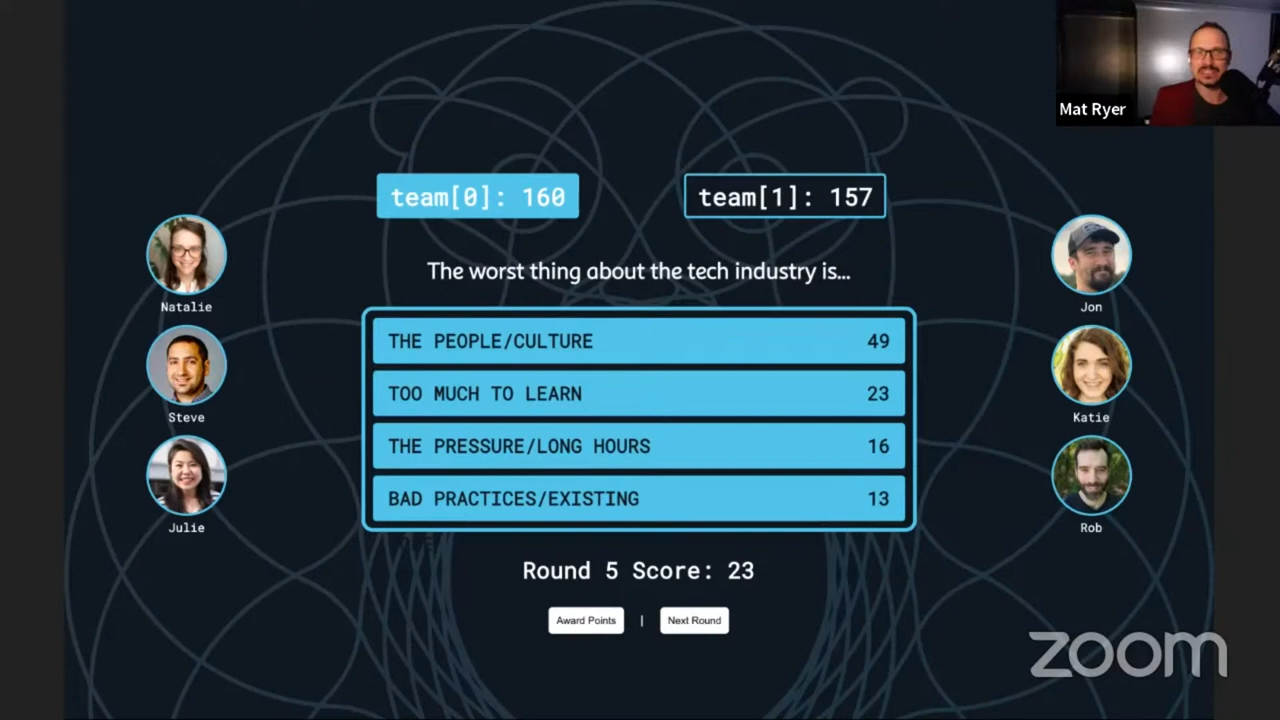 Mat Ryer
team[0]: 160
team[1]: 157
The worst thing about the tech industry is...
Natalie
Steve
Julie
THE PEOPLE/CULTURE 49
TOO MUCH TO LEARN 23
THE PRESSURE/LONG HOURS 16
BAD PRACTICES/EXISTING 13
Jon
Katie
Rob
Round 5 Score: 23
Award Points | Next Round
zoom